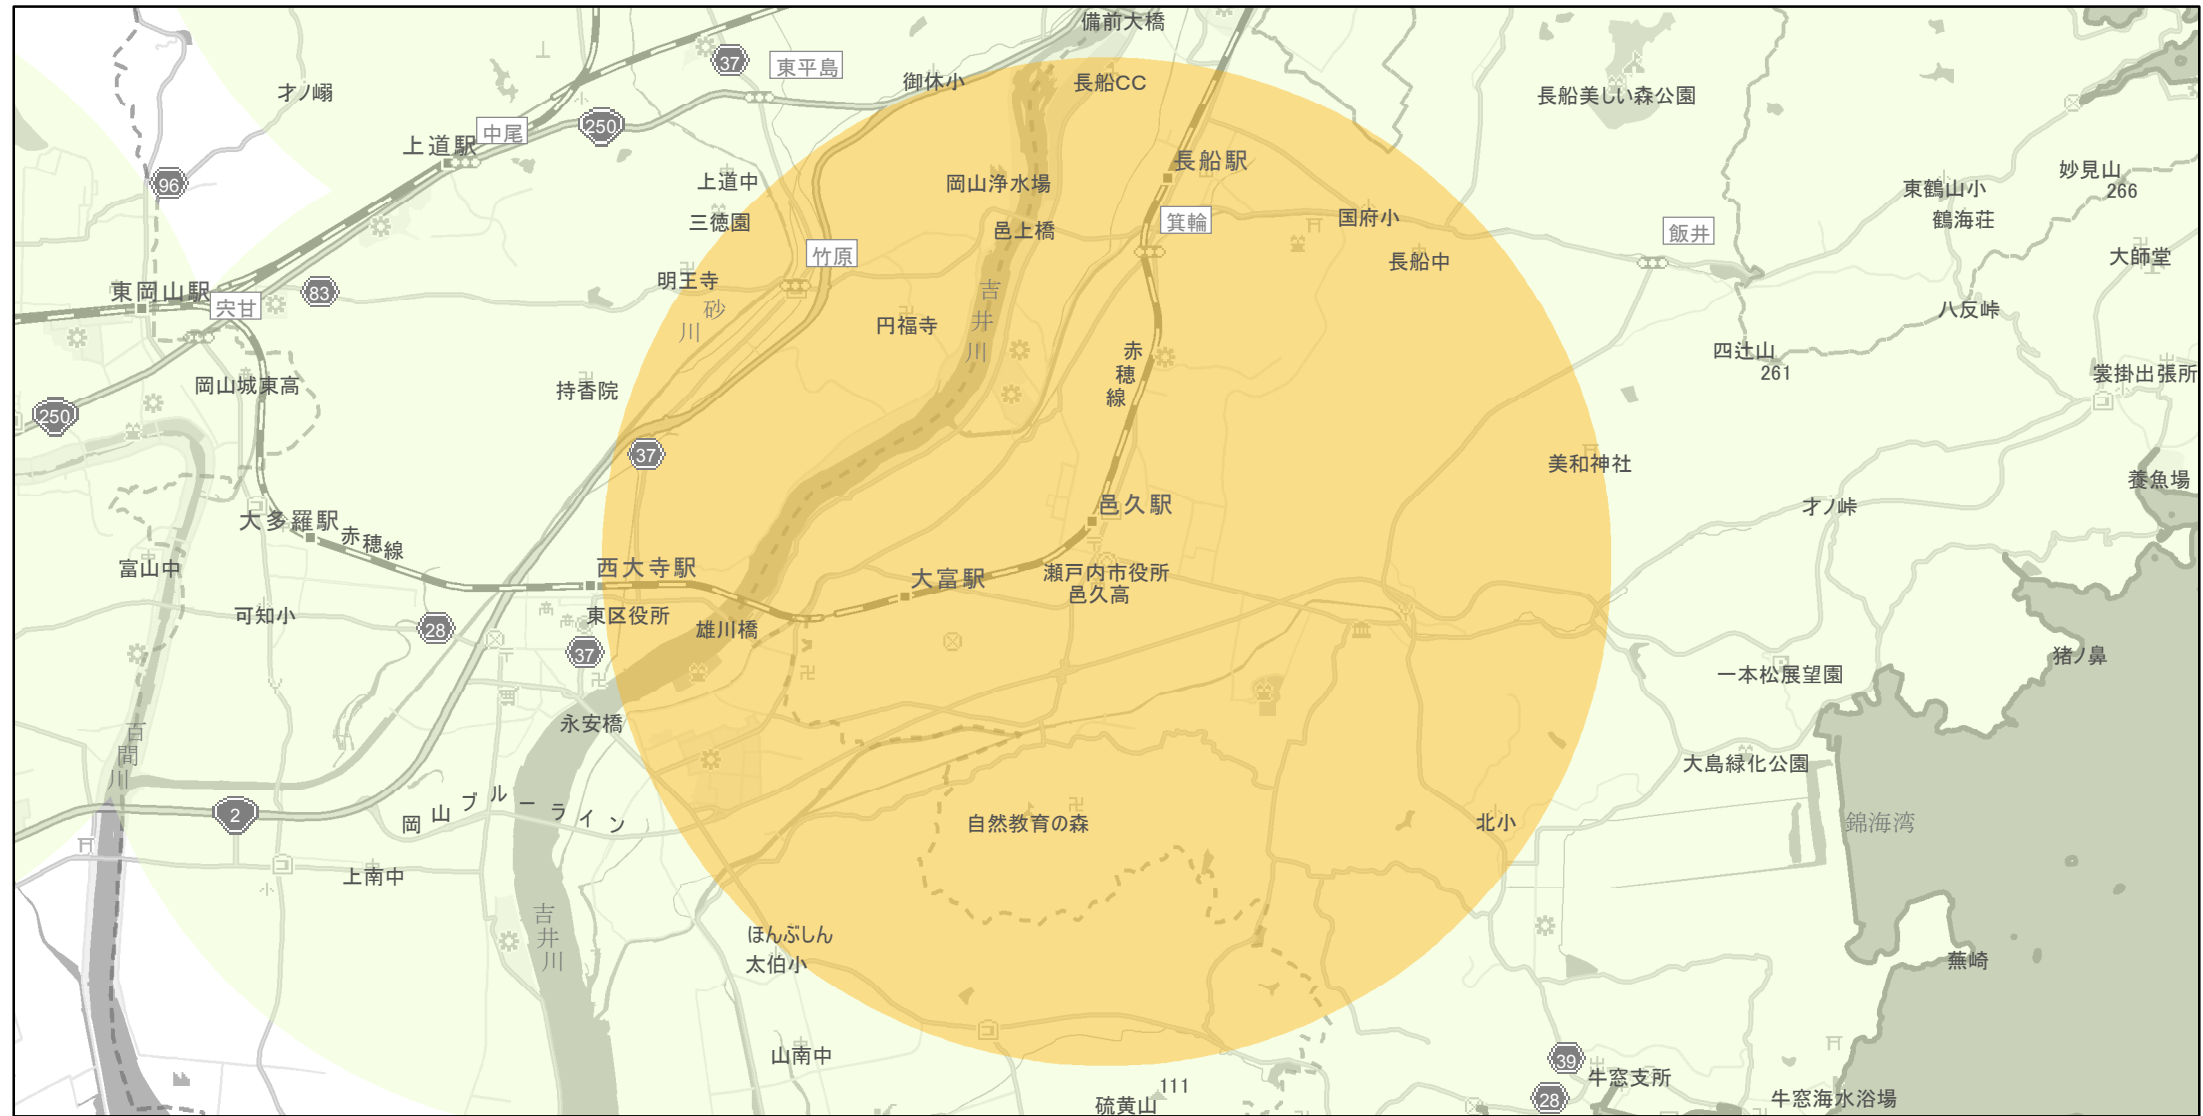 備前大橋
37
東平島
御休小
長船CC
才ノ嵶
長船美しい森公園
中尾
250
上道駅
長船駅
妙見山
266
96
上道中
岡山浄水場
東鶴山小
三徳園
邑上橋
箕輪
国府小
飯井
鶴海荘
竹原
長船中
大師堂
明王寺
東岡山駅
宍甘
83
砂川
吉井川
円福寺
八反峠
赤穂線
四辻山
261
裳掛出張所
岡山城東高
持香院
250
37
美和神社
養魚場
邑久駅
才ノ峠
大多羅駅
赤穂線
富山中
西大寺駅
大富駅
瀬戸内市役所
邑久高
可知小
28
東区役所
雄川橋
37
猪ノ鼻
一本松展望園
永安橋
百間川
大島緑化公園
2
岡山ブルーライン
自然教育の森
北小
錦海湾
上南中
吉井川
ほんぶしん
太伯小
蕪崎
山南中
39
牛窓支所
111
硫黄山
28
牛窓海水浴場